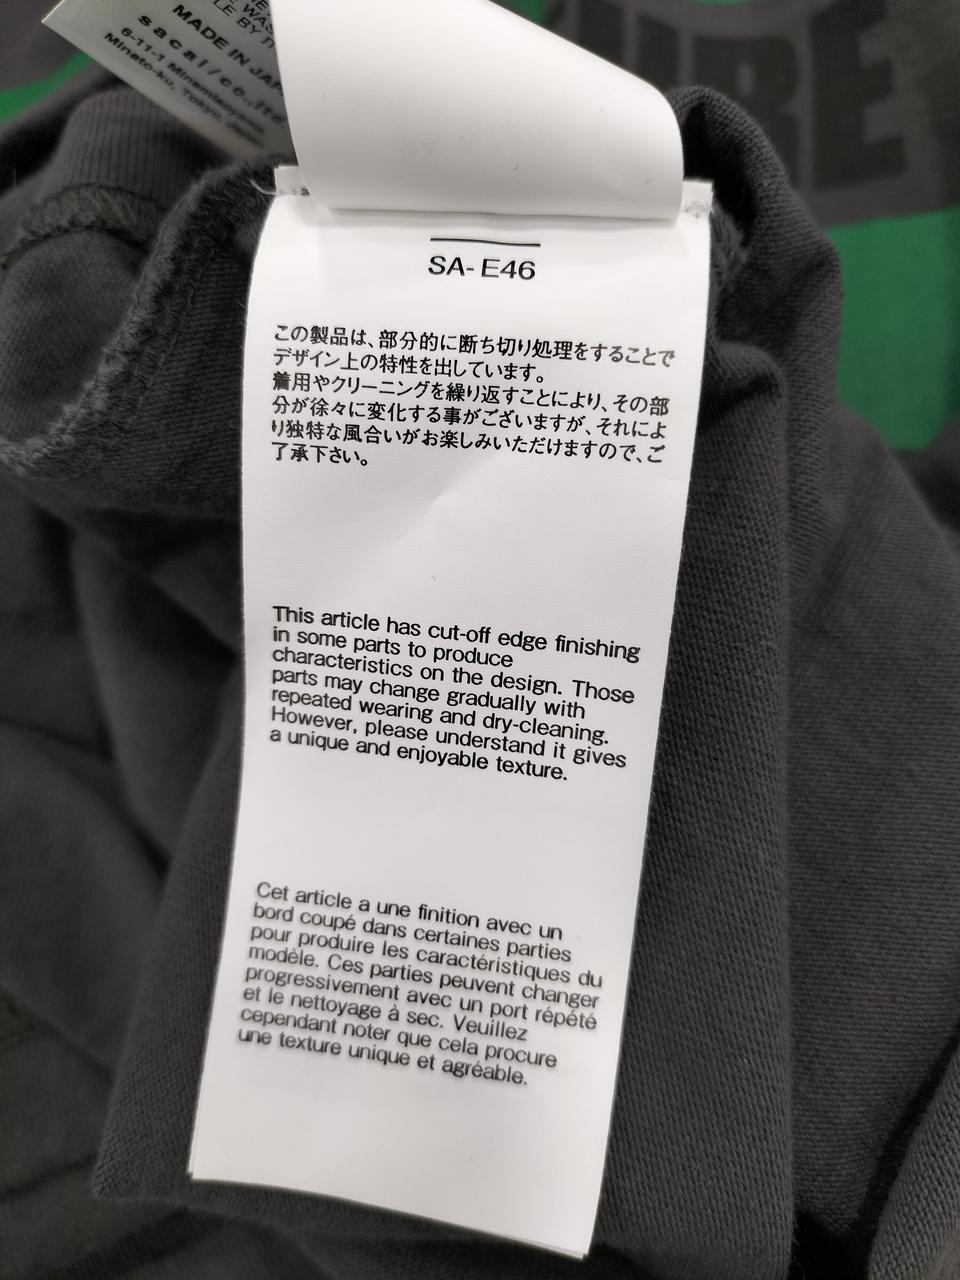 MADE IN JAP
sacai/co.,ltd.
6-11-1 Minamiaoyama,
Minato-ku, Tokyo, Japan
SA-E46
この製品は、部分的に断ち切り処理をすることで
デザイン上の特性を出しています。
着用やクリーニングを繰り返すことにより、その部
分が徐々に変化する事がございますが、それによ
り独特な風合いがお楽しみいただけますので、ご
了承下さい。
This article has cut-off edge finishing
in some parts to produce
characteristics on the design. Those
parts may change gradually with
repeated wearing and dry-cleaning.
However, please understand it gives
a unique and enjoyable texture.
Cet article a une finition avec un
bord coupé dans certaines parties
pour produire les caractéristiques du
modèle. Ces parties peuvent changer
progressivement avec un port répété
et le nettoyage à sec. Veuillez
cependant noter que cela procure
une texture unique et agréable.